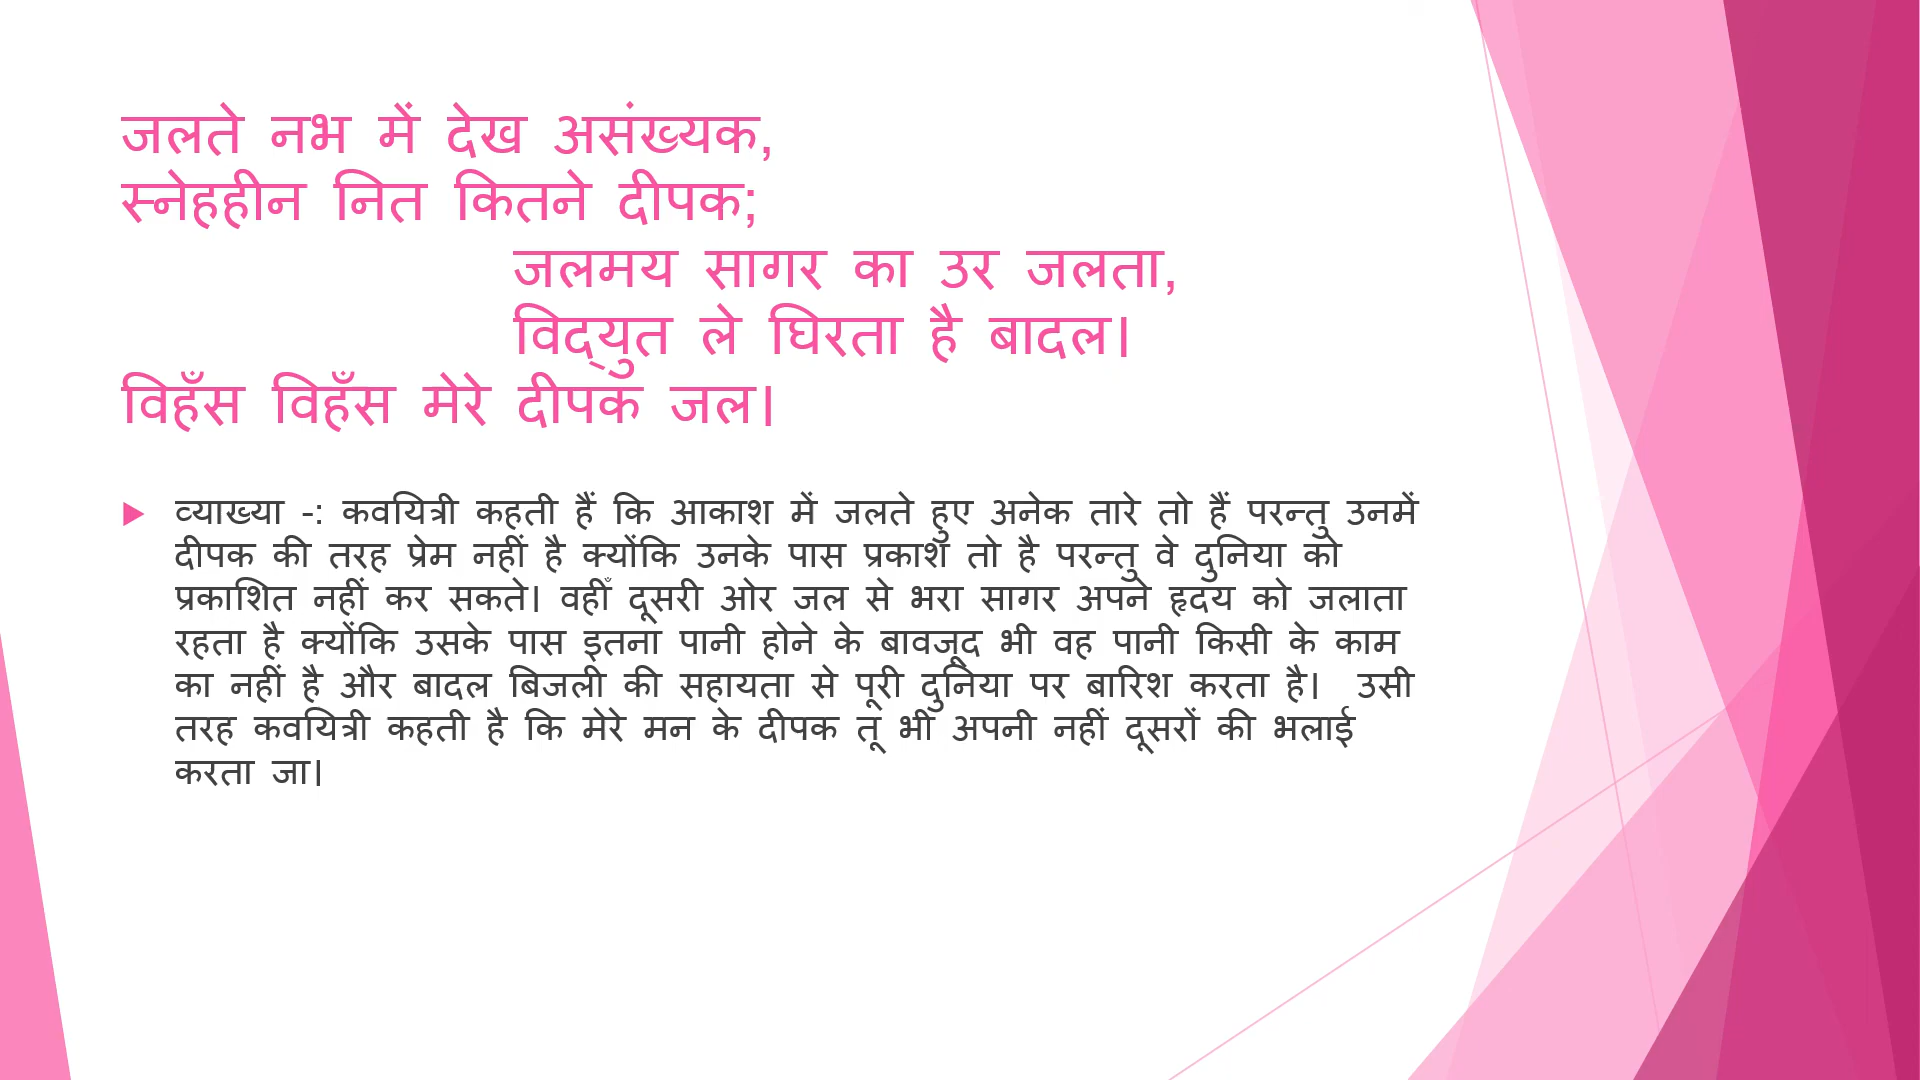 जलते नभ में देख असंख्यक,
स्नेहहीन नित कितने दीपक;
जलमय सागर का उर जलता,
विद्‌युत ले घिरता है बादल।
विहँस विहँस मेरे दीपक जल।
व्याख्या -: कवयित्री कहती हैं कि आकाश में जलते हुए अनेक तारे तो हैं परन्तु उनमें
दीपक की तरह प्रेम नहीं है क्योंकि उनके पास प्रकाश तो है परन्तु वे दुनिया को
प्रकाशित नहीं कर सकते। वहीँ दूसरी ओर जल से भरा सागर अपने हृदय को जलाता
रहता है क्योंकि उसके पास इतना पानी होने के बावजूद भी वह पानी किसी के काम
का नहीं है और बादल बिजली की सहायता से पूरी दुनिया पर बारिश करता है। उसी
तरह कवयित्री कहती है कि मेरे मन के दीपक तू भी अपनी नहीं दूसरों की भलाई
करता जा।